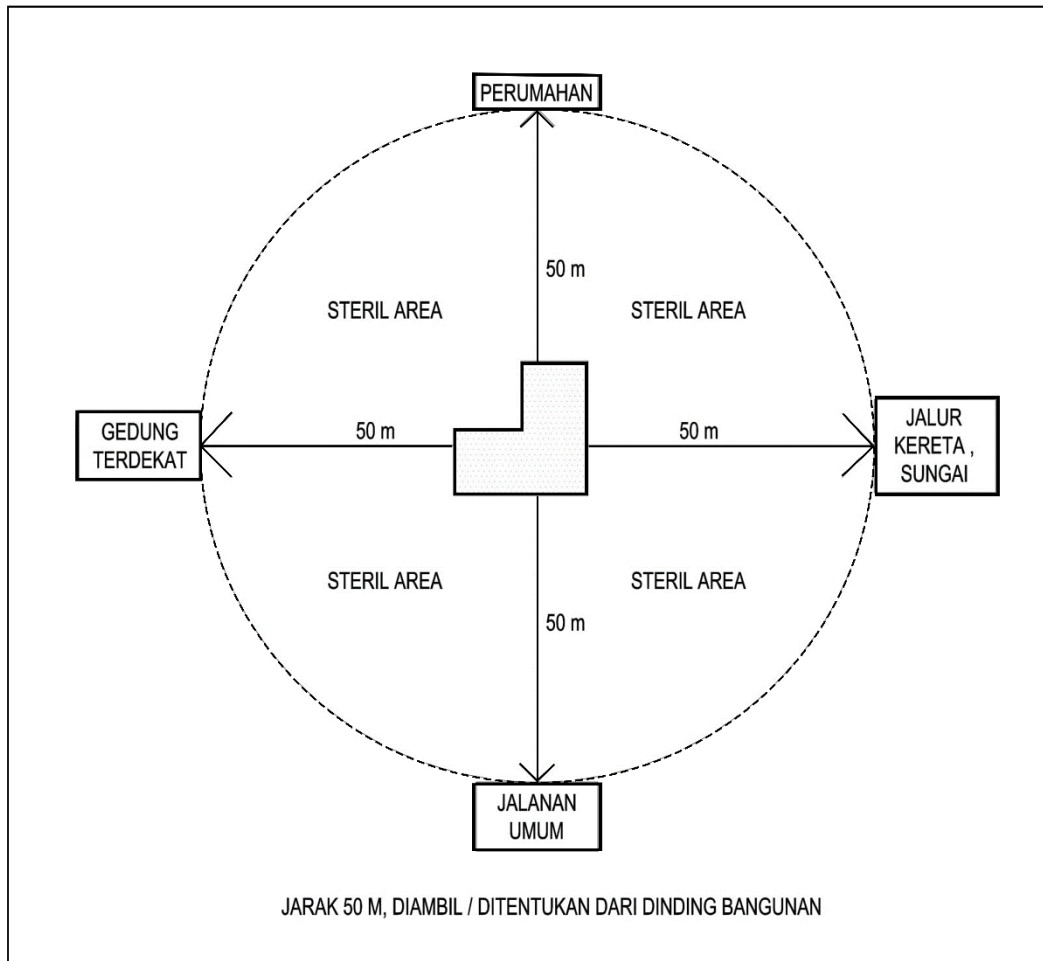 PERUMAHAN
50 m
STERIL AREA
STERIL AREA
GEDUNG
TERDEKAT
50 m
50 m
JALUR
KERETA ,
SUNGAI
STERIL AREA
STERIL AREA
50 m
JALANAN
UMUM
JARAK 50 M, DIAMBIL / DITENTUKAN DARI DINDING BANGUNAN